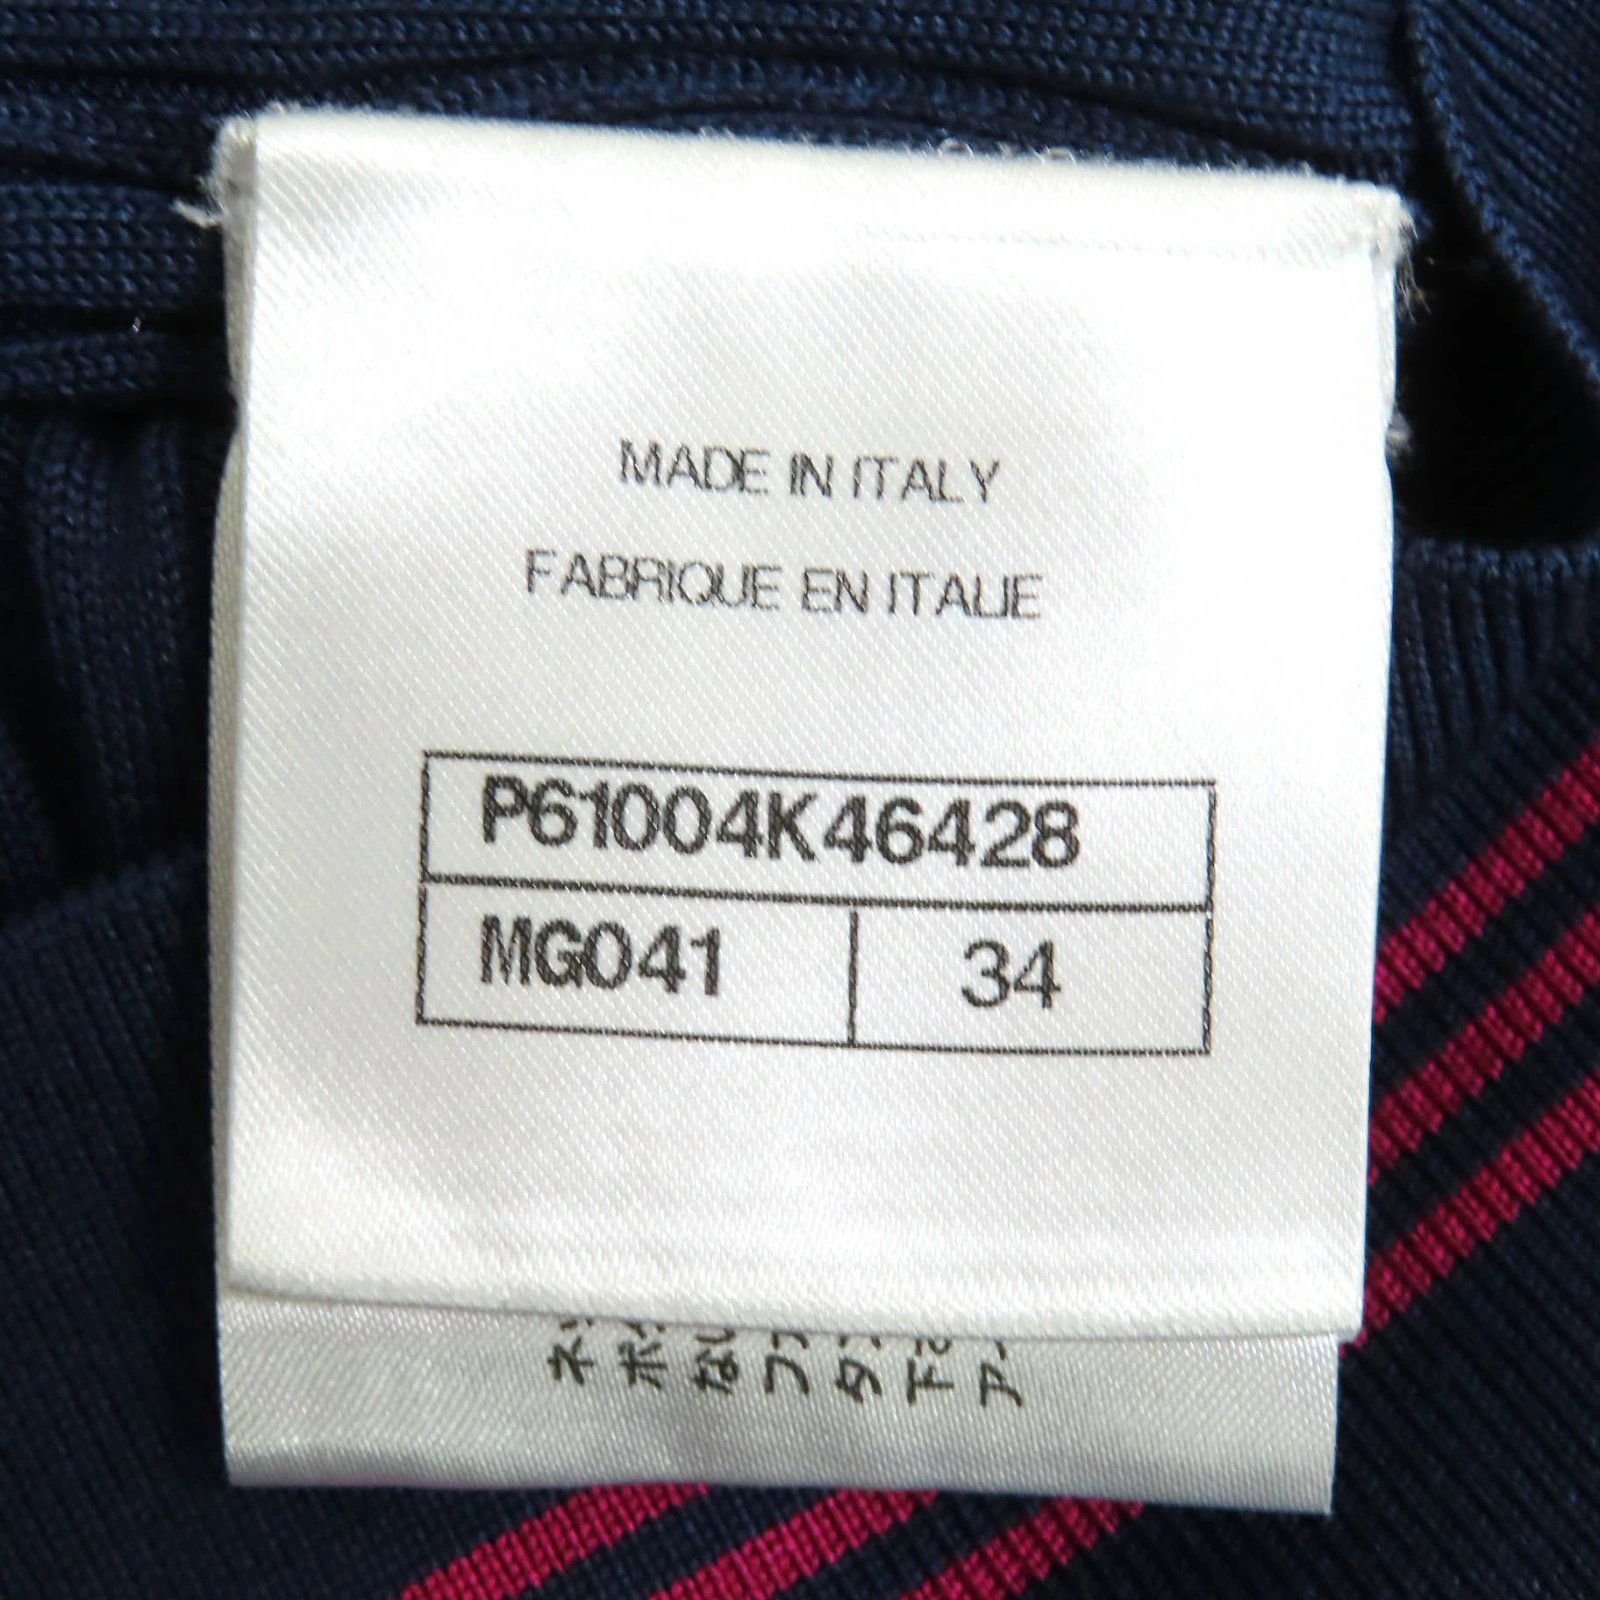 MADE IN ITALY
FABRIQUE EN ITALIE
P61004K46428
MG041 34